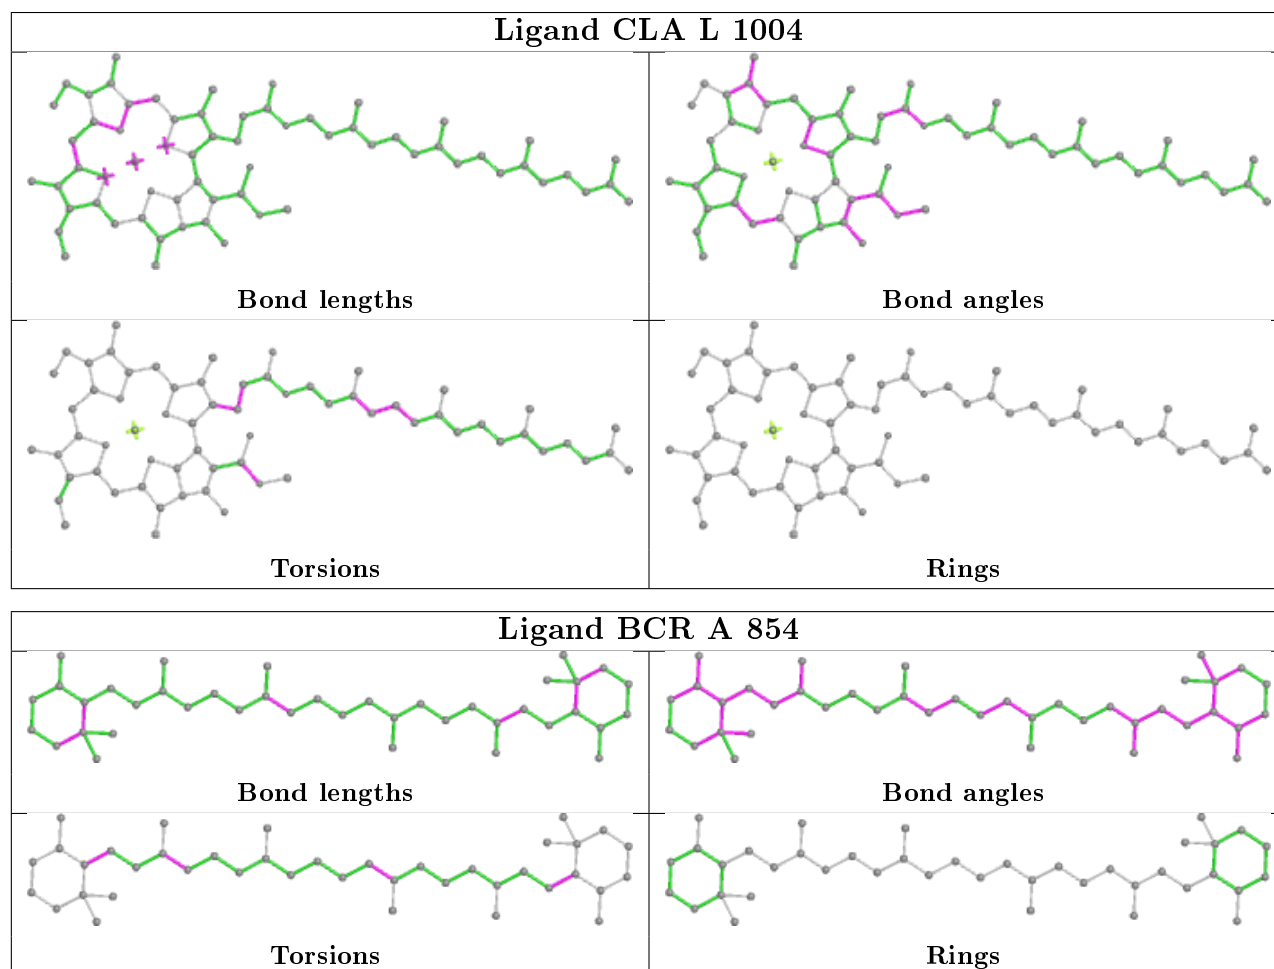 Ligand CLA L 1004
Bond lengths
Bond angles
Torsions
Rings
Ligand BCR A 854
Bond lengths
Bond angles
Torsions
Rings